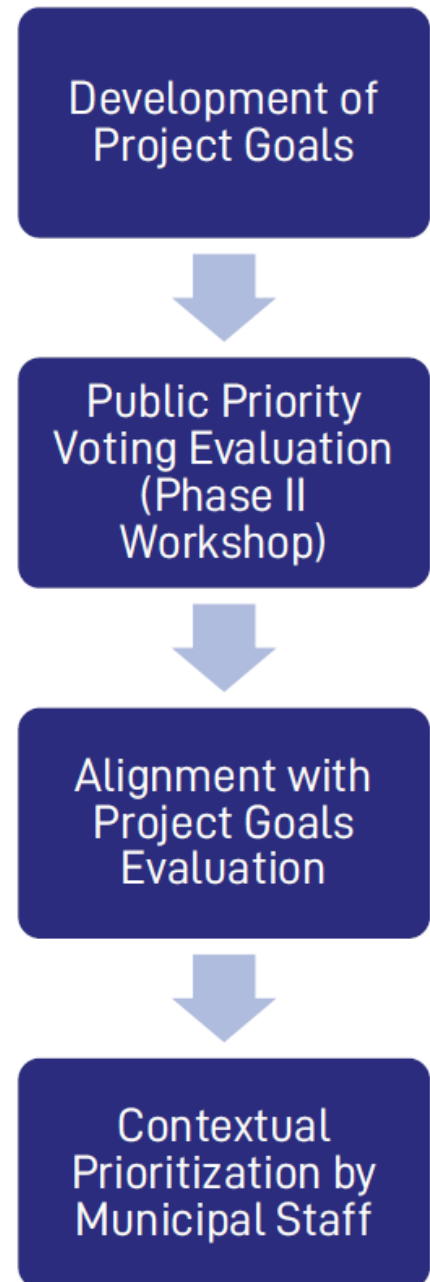 Development of
Project Goals
Public Priority
Voting Evaluation
(Phase II
Workshop)
Alignment with
Project Goals
Evaluation
Contextual
Prioritization by
Municipal Staff